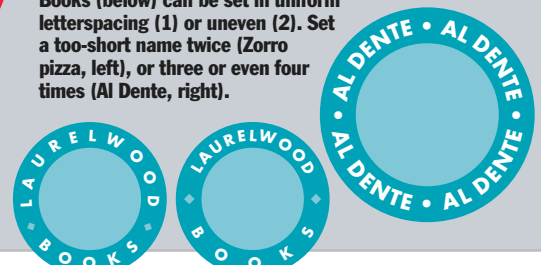 Books (below) can be set in uniform
letterspacing (1) or uneven (2). Set
a too-short name twice (Zorro
pizza, left), or three or even four
times (Al Dente, right).
AL DENTE • AL DENTE • AL DENTE • AL DENTE •
LAURELWOOD
BOOKS
LAURELWOOD
BOOKS